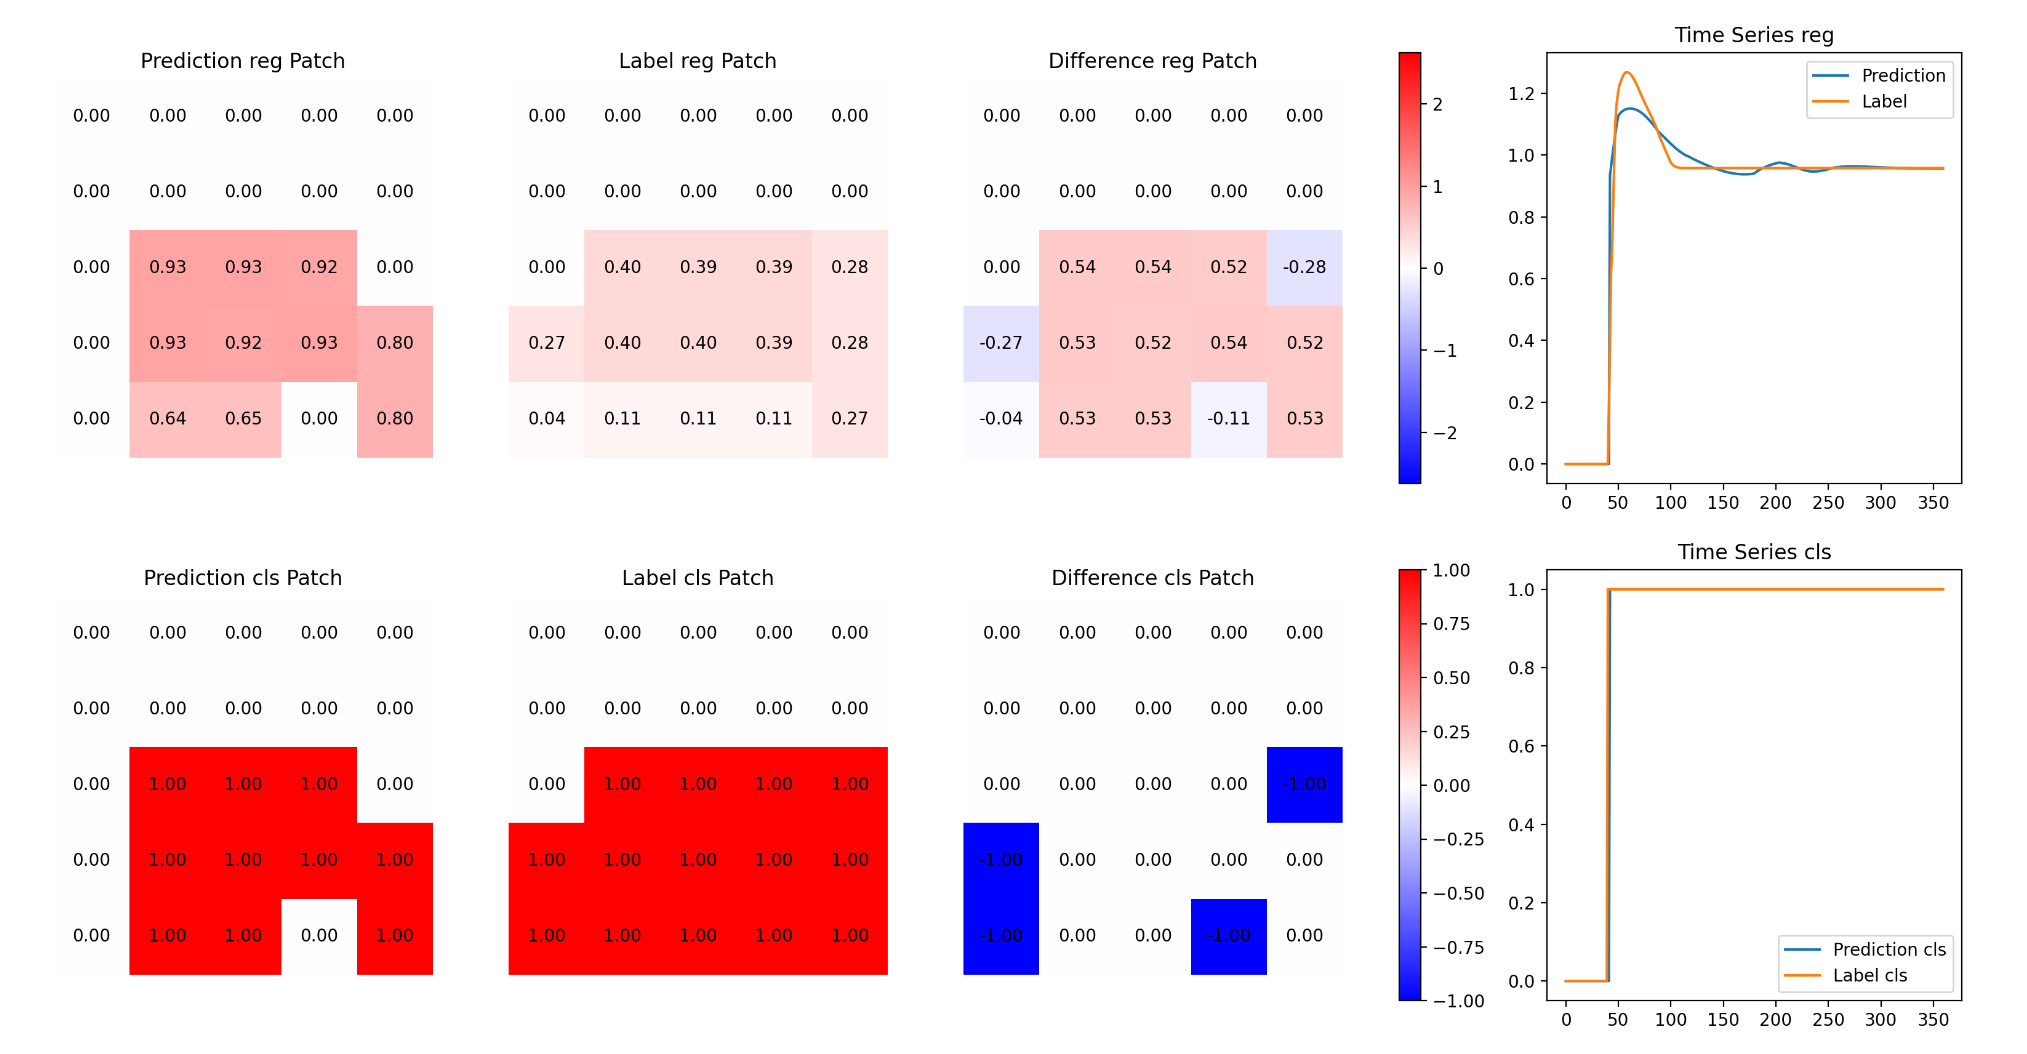 Prediction reg Patch
0.00 0.00 0.00 0.00 0.00
0.00 0.00 0.00 0.00 0.00
0.00 0.93 0.93 0.92 0.00
0.00 0.93 0.92 0.93 0.80
0.00 0.64 0.65 0.00 0.80
Label reg Patch
0.00 0.00 0.00 0.00 0.00
0.00 0.00 0.00 0.00 0.00
0.00 0.40 0.39 0.39 0.28
0.27 0.40 0.40 0.39 0.28
0.04 0.11 0.11 0.11 0.27
Difference reg Patch
0.00 0.00 0.00 0.00 0.00
0.00 0.00 0.00 0.00 0.00
0.00 0.54 0.54 0.52 -0.28
-0.27 0.53 0.52 0.54 0.52
-0.04 0.53 0.53 -0.11 0.53
2
1
0
−1
−2
Time Series reg
Prediction
Label
1.2
1.0
0.8
0.6
0.4
0.2
0.0
0 50 100 150 200 250 300 350
Prediction cls Patch
0.00 0.00 0.00 0.00 0.00
0.00 0.00 0.00 0.00 0.00
0.00 1.00 1.00 1.00 0.00
0.00 1.00 1.00 1.00 1.00
0.00 1.00 1.00 0.00 1.00
Label cls Patch
0.00 0.00 0.00 0.00 0.00
0.00 0.00 0.00 0.00 0.00
0.00 1.00 1.00 1.00 1.00
1.00 1.00 1.00 1.00 1.00
1.00 1.00 1.00 1.00 1.00
Difference cls Patch
0.00 0.00 0.00 0.00 0.00
0.00 0.00 0.00 0.00 0.00
0.00 0.00 0.00 0.00 -1.00
-1.00 0.00 0.00 0.00 0.00
-1.00 0.00 0.00 -1.00 0.00
1.00
0.75
0.50
0.25
0.00
−0.25
−0.50
−0.75
−1.00
Time Series cls
1.0
0.8
0.6
0.4
0.2
0.0
Prediction cls
Label cls
0 50 100 150 200 250 300 350